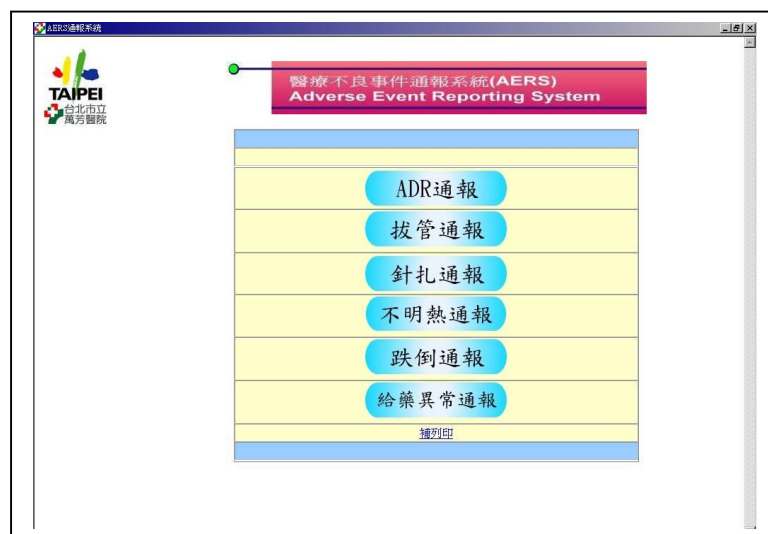 AERS通報系統
TAIPEI
台北市立
萬芳醫院
醫療不良事件通報系統(AERS)
Adverse Event Reporting System
ADR通報
拔管通報
針扎通報
不明熱通報
跌倒通報
給藥異常通報
補列印